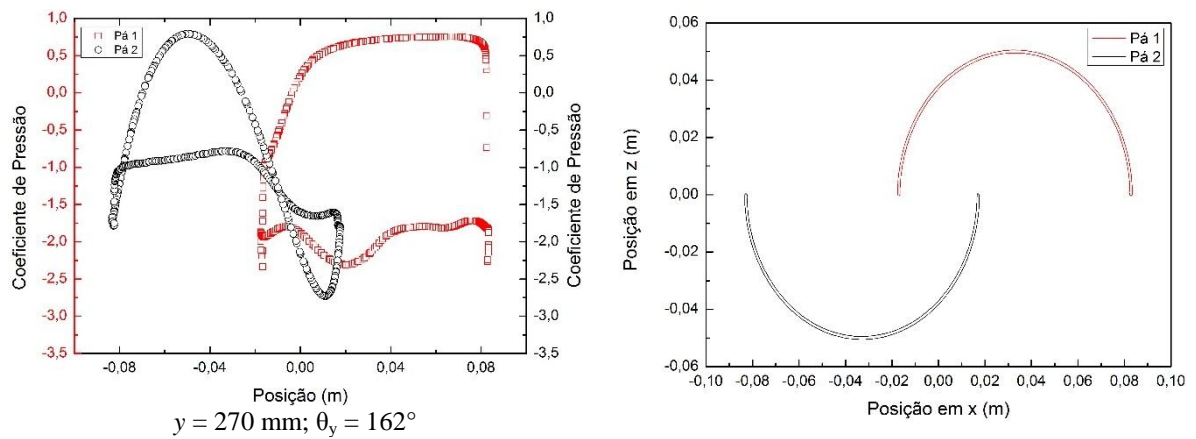 Pá 1
Pá 2
1,0
0,5
0,0
-0,5
-1,0
-1,5
-2,0
-2,5
-3,0
-3,5
Coeficiente de Pressão
1,0
0,5
0,0
-0,5
-1,0
-1,5
-2,0
-2,5
-3,0
-3,5
Coeficiente de Pressão
-0,08 -0,04 0,00 0,04 0,08
Posição (m)
y = 270 mm; θy = 162°
Pá 1
Pá 2
0,06
0,04
0,02
0,00
-0,02
-0,04
-0,06
Posição em z (m)
-0,10 -0,08 -0,06 -0,04 -0,02 0,00 0,02 0,04 0,06 0,08 0,10
Posição em x (m)